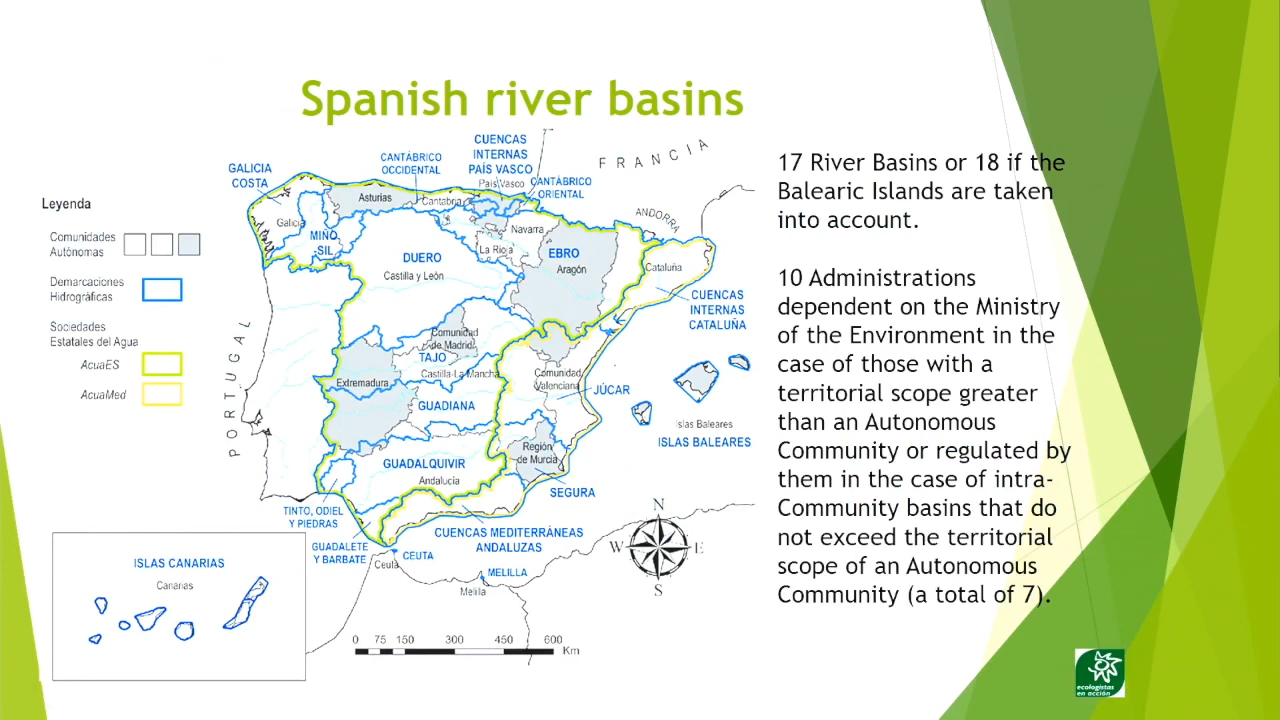 Spanish river basins
17 River Basins or 18 if the
Balearic Islands are taken
into account.
10 Administrations
dependent on the Ministry
of the Environment in the
case of those with a
territorial scope greater
than an Autonomous
Community or regulated by
them in the case of intra-
Community basins that do
not exceed the territorial
scope of an Autonomous
Community (a total of 7).
Leyenda
Comunidades
Autónomas
Demarcaciones
Hidrográficas
Sociedades
Estatales del Agua
AcuaES
AcuaMed
FRANCIA
ANDORRA
PORTUGAL
GALICIA
COSTA
CANTÁBRICO
OCCIDENTAL
CUENCAS
INTERNAS
PAÍS VASCO
País Vasco
CANTÁBRICO
ORIENTAL
Asturias
Cantabria
Galicia
MIÑO
-SIL
Navarra
La Rioja
DUERO
Castilla y León
EBRO
Aragón
Cataluña
CUENCAS
INTERNAS
CATALUÑA
Comunidad
de Madrid
TAJO
Castilla-La Mancha
Extremadura
Comunidad
Valenciana
JÚCAR
GUADIANA
Islas Baleares
ISLAS BALEARES
Región
de Murcia
GUADALQUIVIR
Andalucía
SEGURA
TINTO, ODIEL
Y PIEDRAS
GUADALETE
Y BARBATE
CUENCAS MEDITERRÁNEAS
ANDALUZAS
CEUTA
Ceuta
MELILLA
Melilla
ISLAS CANARIAS
Canarias
N
W E
S
0 75 150 300 450 600
Km
ecologistas
en acción